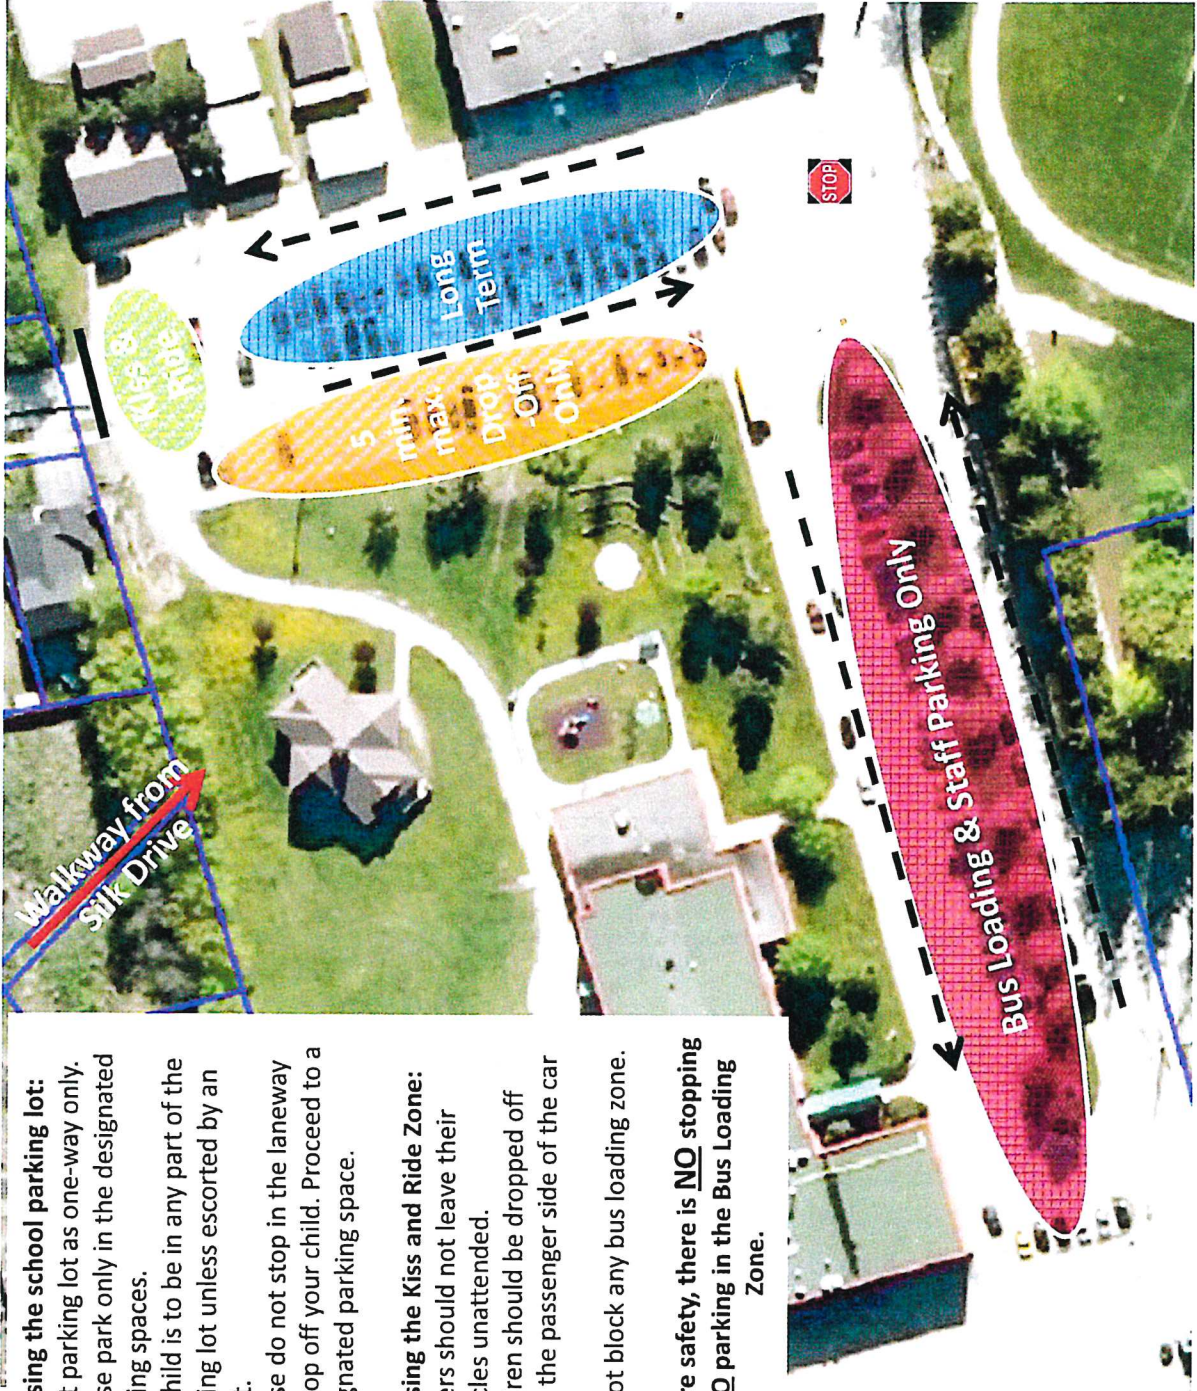 sing the school parking lot:
t parking lot as one-way only.
se park only in the designated
ing spaces.
hild is to be in any part of the
ing lot unless escorted by an
t.
se do not stop in the laneway
op off your child. Proceed to a
gnated parking space.
sing the Kiss and Ride Zone:
ers should not leave their
cles unattended.
ren should be dropped off
the passenger side of the car
ot block any bus loading zone.
re safety, there is NO stopping
O parking in the Bus Loading
Zone.
Walkway from
Silk Drive
Kiss &
Ride
5
min
max
Drop
-Off
Only
Long
Term
STOP
Bus Loading & Staff Parking Only